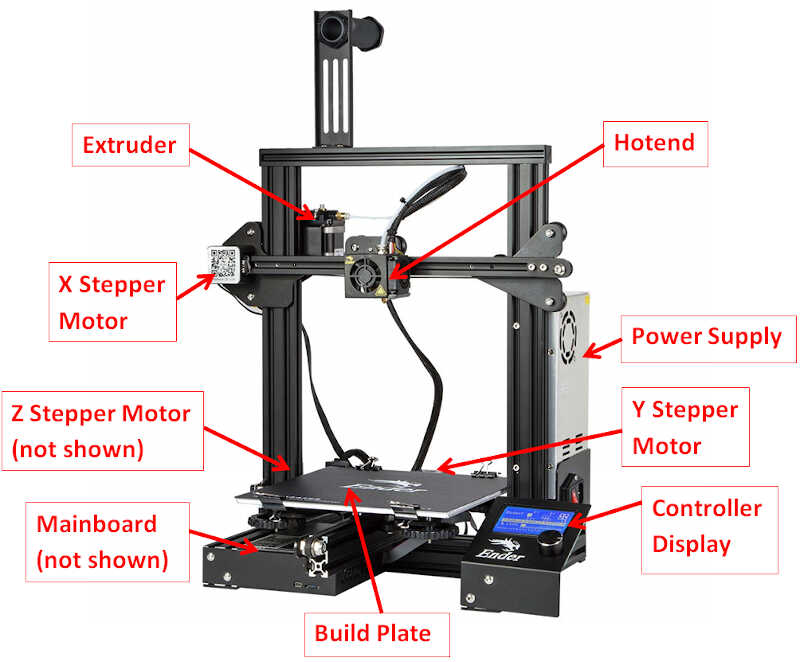 Extruder
Hotend
X Stepper
Motor
Power Supply
Z Stepper Motor
(not shown)
Y Stepper
Motor
Mainboard
(not shown)
Controller
Display
Ender
Ender
Build Plate